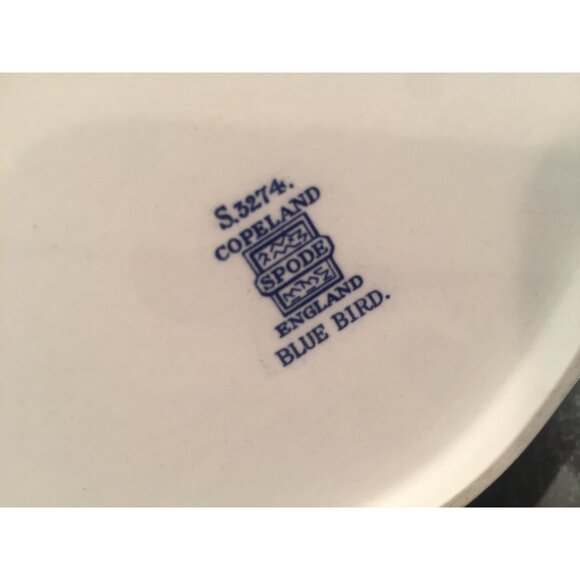 S.3274.
COPELAND
SPODE
ENGLAND
BLUE BIRD.